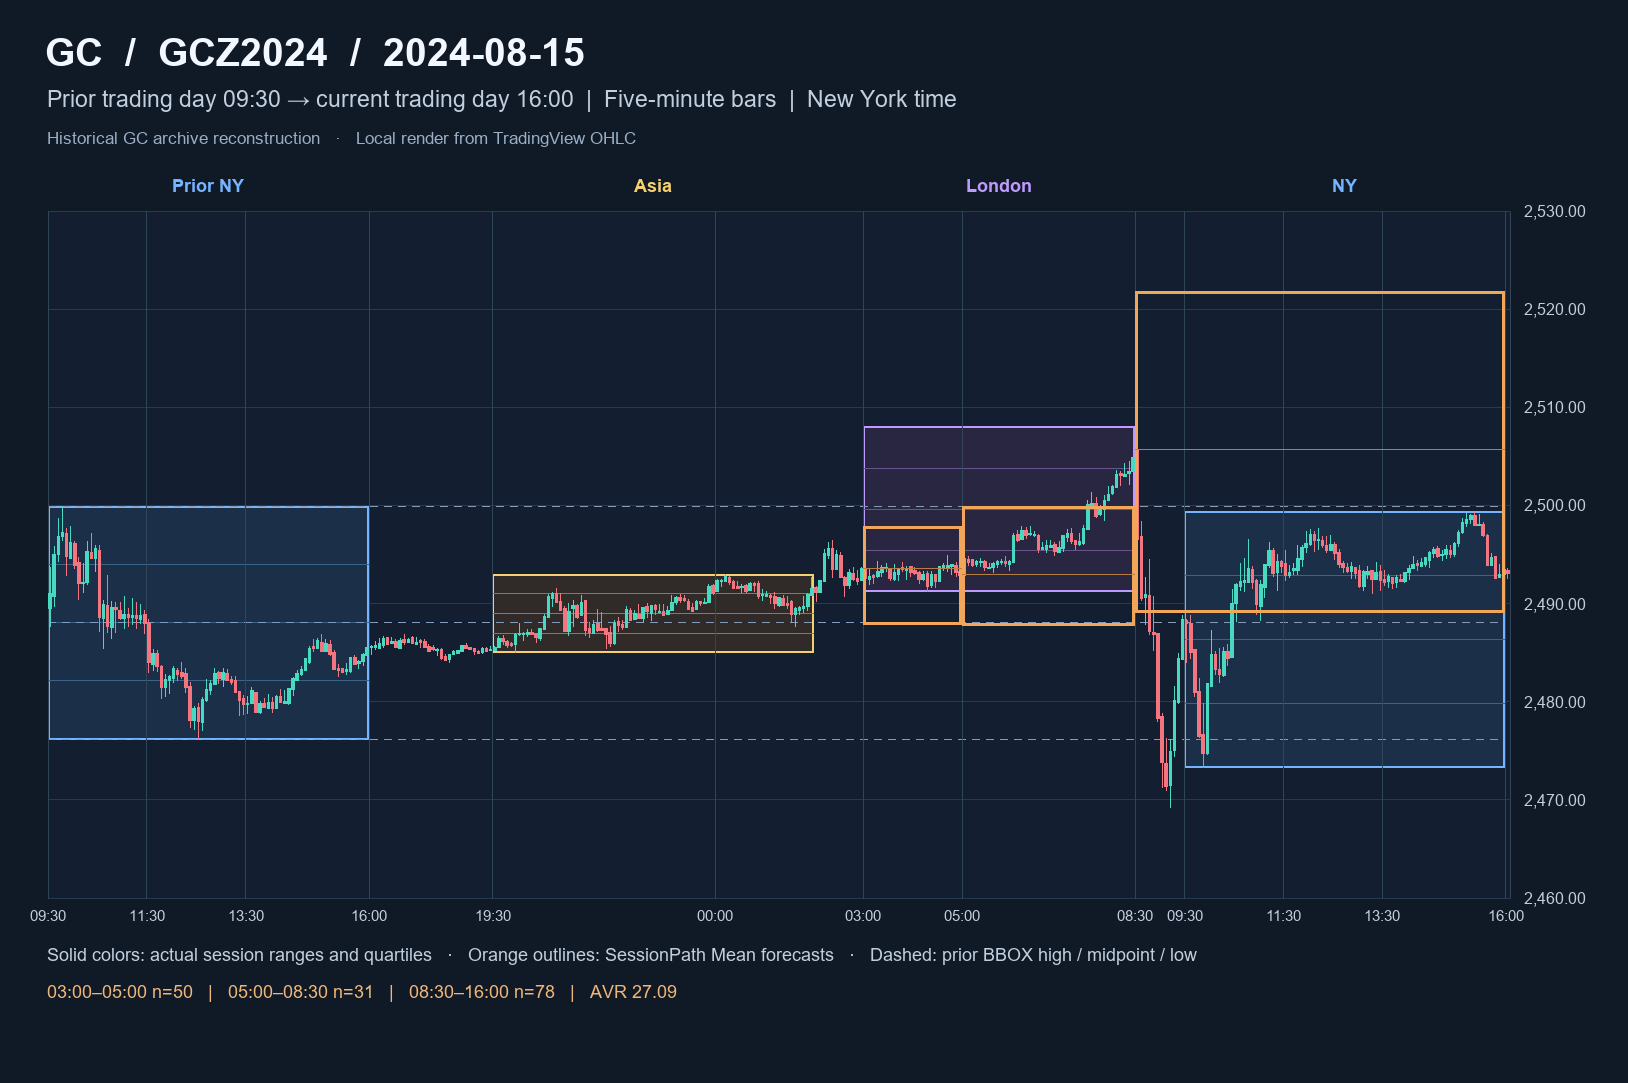 GC / GCZ2024 / 2024-08-15
Prior trading day 09:30 → current trading day 16:00 | Five-minute bars | New York time
Historical GC archive reconstruction · Local render from TradingView OHLC
Prior NY Asia London NY
2,530.00
2,520.00
2,510.00
2,500.00
2,490.00
2,480.00
2,470.00
2,460.00
09:30 11:30 13:30 16:00 19:30 00:00 03:00 05:00 08:30 09:30 11:30 13:30 16:00
Solid colors: actual session ranges and quartiles · Orange outlines: SessionPath Mean forecasts · Dashed: prior BBOX high / midpoint / low
03:00–05:00 n=50 | 05:00–08:30 n=31 | 08:30–16:00 n=78 | AVR 27.09